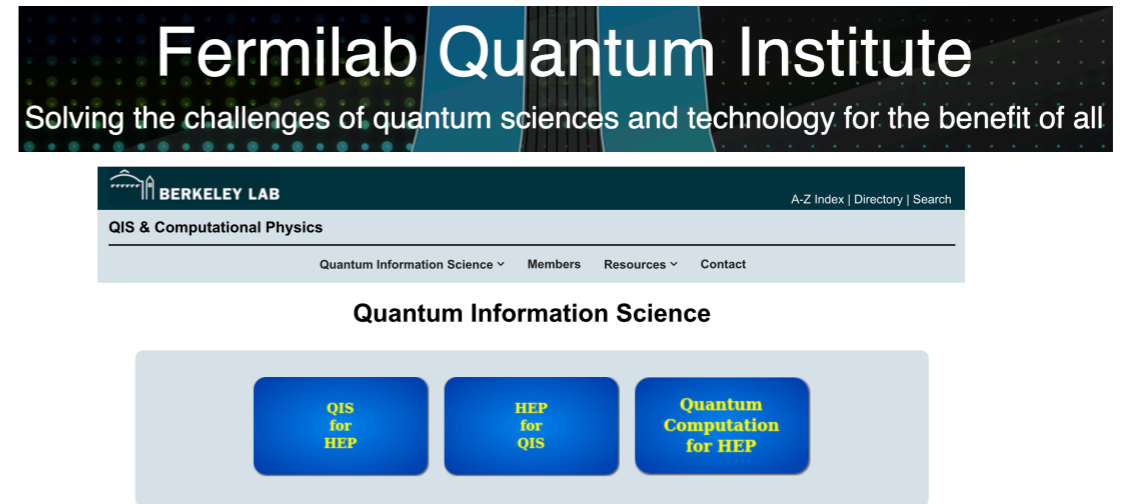 Fermilab Quantum Institute
Solving the challenges of quantum sciences and technology for the benefit of all
BERKELEY LAB
A-Z Index | Directory | Search
QIS & Computational Physics
Quantum Information Science Members Resources Contact
Quantum Information Science
QIS
for
HEP
HEP
for
QIS
Quantum
Computation
for HEP